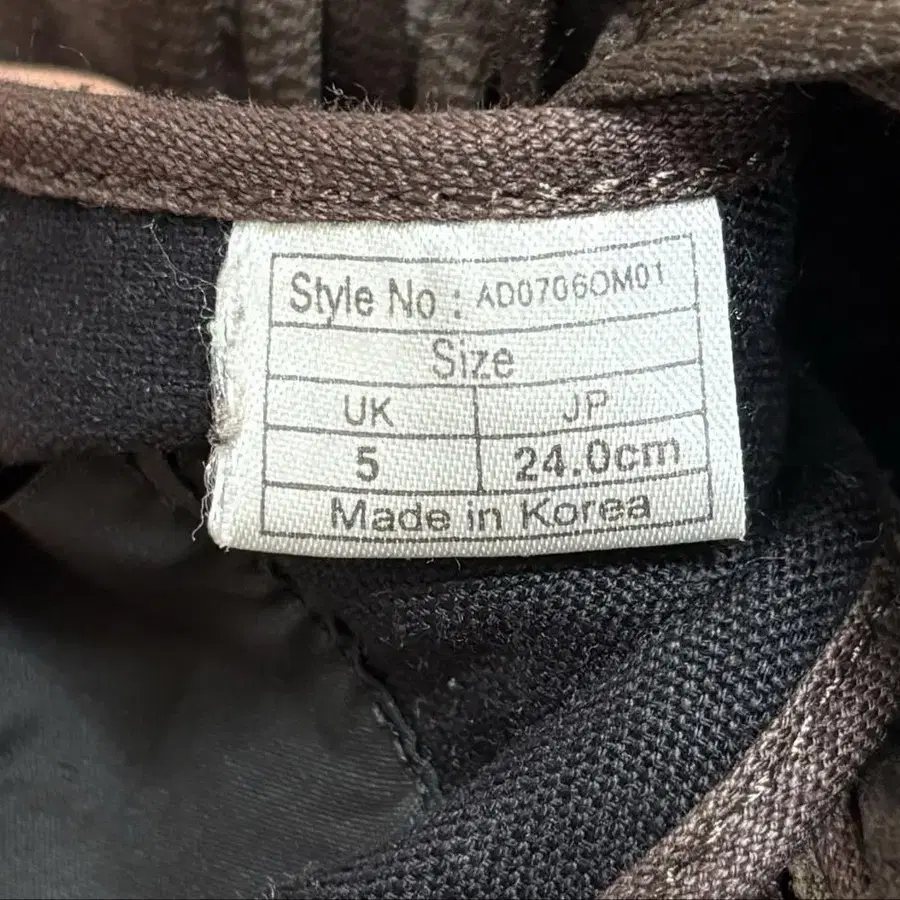 Style No : AD0706OM01
Size
UK JP
5 24.0cm
Made in Korea